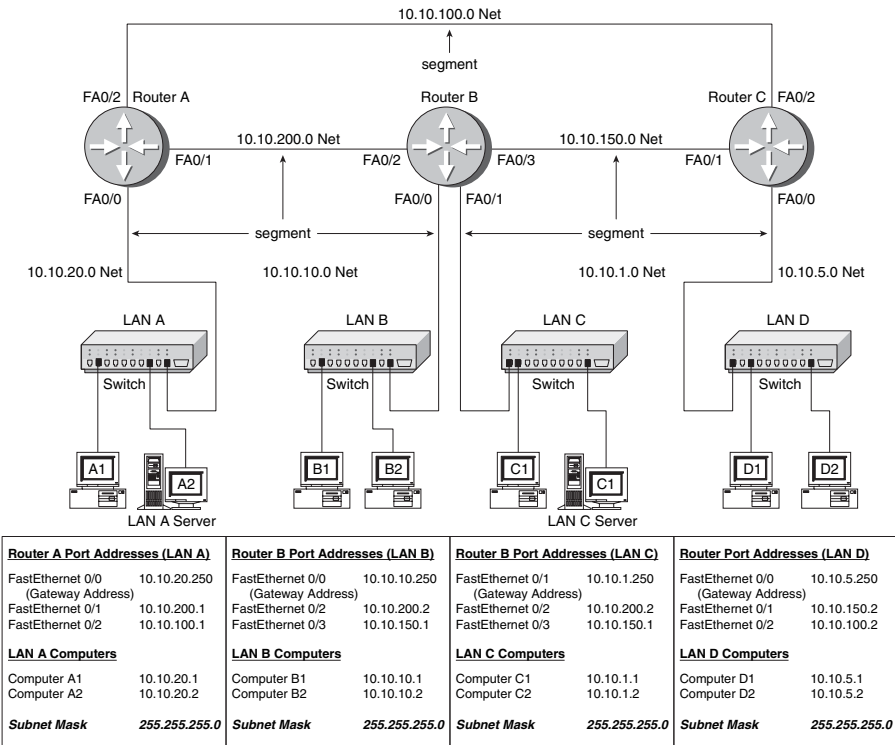 10.10.100.0 Net
segment
FA0/2 Router A
Router B
Router C FA0/2
10.10.200.0 Net
10.10.150.0 Net
FA0/1
FA0/2
FA0/3
FA0/1
FA0/0
FA0/0
FA0/1
FA0/0
segment
segment
10.10.20.0 Net
10.10.10.0 Net
10.10.1.0 Net
10.10.5.0 Net
LAN A
LAN B
LAN C
LAN D
Switch
Switch
Switch
Switch
A1
A2
B1
B2
C1
C1
D1
D2
LAN A Server
LAN C Server
Router A Port Addresses (LAN A)
FastEthernet 0/0 10.10.20.250
(Gateway Address)
FastEthernet 0/1 10.10.200.1
FastEthernet 0/2 10.10.100.1
LAN A Computers
Computer A1 10.10.20.1
Computer A2 10.10.20.2
Subnet Mask 255.255.255.0
Router B Port Addresses (LAN B)
FastEthernet 0/0 10.10.10.250
(Gateway Address)
FastEthernet 0/2 10.10.200.2
FastEthernet 0/3 10.10.150.1
LAN B Computers
Computer B1 10.10.10.1
Computer B2 10.10.10.2
Subnet Mask 255.255.255.0
Router B Port Addresses (LAN C)
FastEthernet 0/1 10.10.1.250
(Gateway Address)
FastEthernet 0/2 10.10.200.2
FastEthernet 0/3 10.10.150.1
LAN C Computers
Computer C1 10.10.1.1
Computer C2 10.10.1.2
Subnet Mask 255.255.255.0
Router Port Addresses (LAN D)
FastEthernet 0/0 10.10.5.250
(Gateway Address)
FastEthernet 0/1 10.10.150.2
FastEthernet 0/2 10.10.100.2
LAN D Computers
Computer D1 10.10.5.1
Computer D2 10.10.5.2
Subnet Mask 255.255.255.0